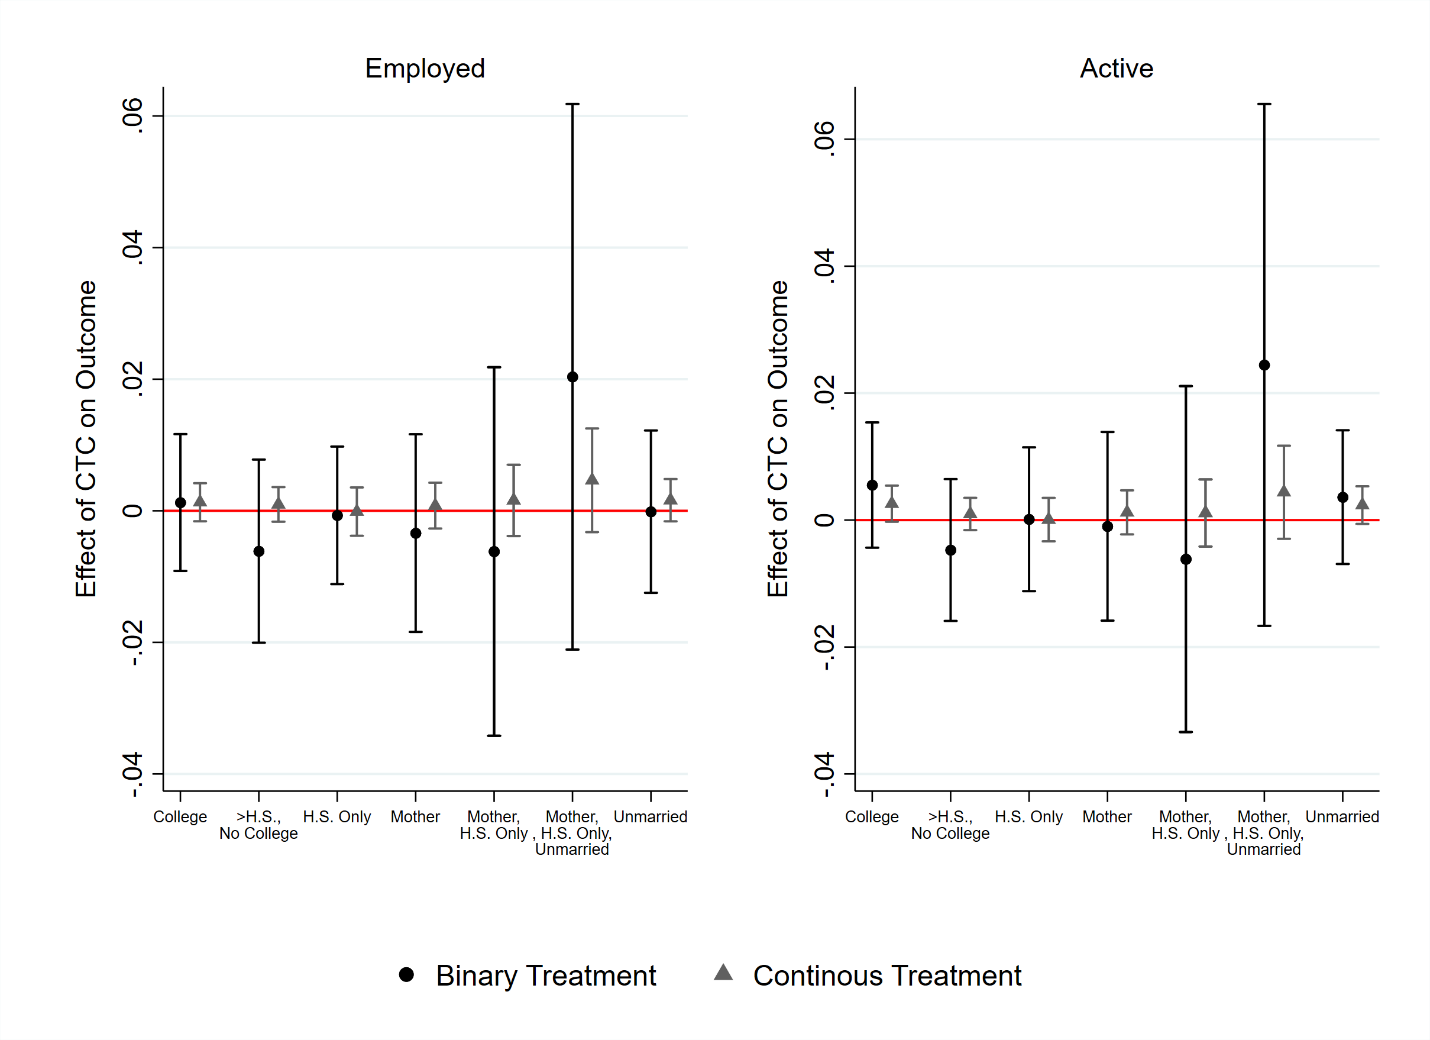 Employed
Effect of CTC on Outcome
.06
.04
.02
0
-.02
-.04
College
>H.S.,
No College
H.S. Only
Mother
Mother,
H.S. Only ,
Mother,
H.S. Only,
Unmarried
Unmarried
Active
Effect of CTC on Outcome
.06
.04
.02
0
-.02
-.04
College
>H.S.,
No College
H.S. Only
Mother
Mother,
H.S. Only ,
Mother,
H.S. Only,
Unmarried
Unmarried
Binary Treatment
Continous Treatment